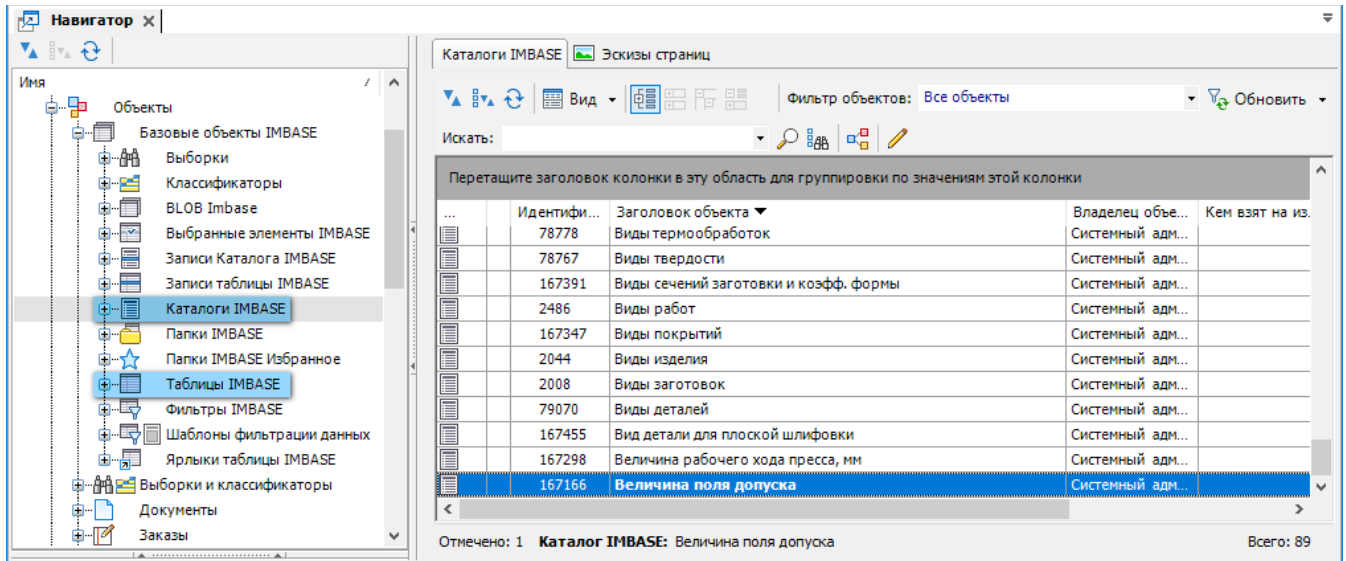 Навигатор
Имя /
Объекты
Базовые объекты IMBASE
Выборки
Классификаторы
BLOB Imbase
Выбранные элементы IMBASE
Записи Каталога IMBASE
Записи таблицы IMBASE
Каталоги IMBASE
Папки IMBASE
Папки IMBASE Избранное
Таблицы IMBASE
Фильтры IMBASE
Шаблоны фильтрации данных
Ярлыки таблицы IMBASE
Выборки и классификаторы
Документы
Заказы
Каталоги IMBASE Эскизы страниц
Вид Фильтр объектов: Все объекты Обновить
Искать:
Перетащите заголовок колонки в эту область для группировки по значениям этой колонки
... Идентифи... Заголовок объекта Владелец объе... Кем взят на из.
78778 Виды термообработок Системный адм...
78767 Виды твердости Системный адм...
167391 Виды сечений заготовки и коэфф. формы Системный адм...
2486 Виды работ Системный адм...
167347 Виды покрытий Системный адм...
2044 Виды изделия Системный адм...
2008 Виды заготовок Системный адм...
79070 Виды деталей Системный адм...
167455 Вид детали для плоской шлифовки Системный адм...
167298 Величина рабочего хода пресса, мм Системный адм...
167166 Величина поля допуска Системный адм...
Отмечено: 1 Каталог IMBASE: Величина поля допуска Всего: 89